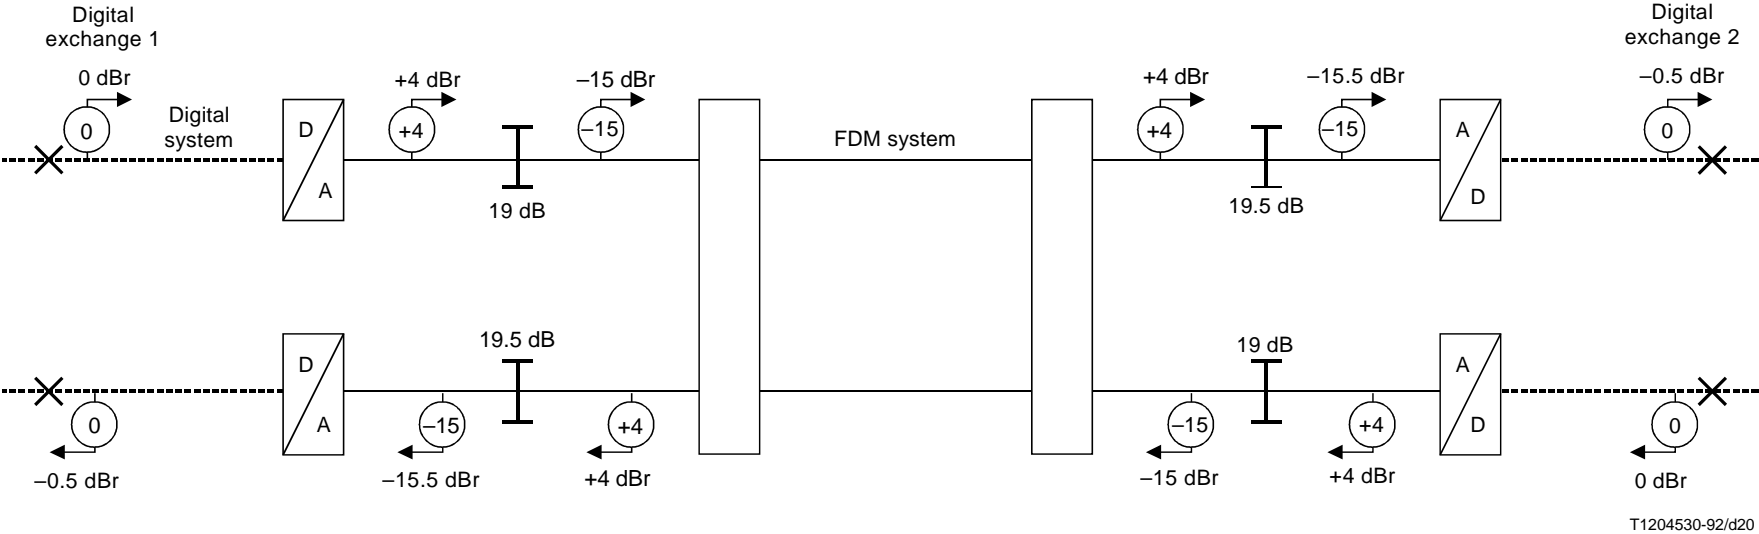 Digital
exchange 1
Digital
exchange 2
0 dBr
+4 dBr
–15 dBr
+4 dBr
–15.5 dBr
–0.5 dBr
Digital
system
0
D
A
+4
–15
FDM system
+4
–15
A
D
0
19 dB
19.5 dB
19.5 dB
19 dB
D
A
A
D
0
–15
+4
–15
+4
0
–0.5 dBr
–15.5 dBr
+4 dBr
–15 dBr
+4 dBr
0 dBr
T1204530-92/d20